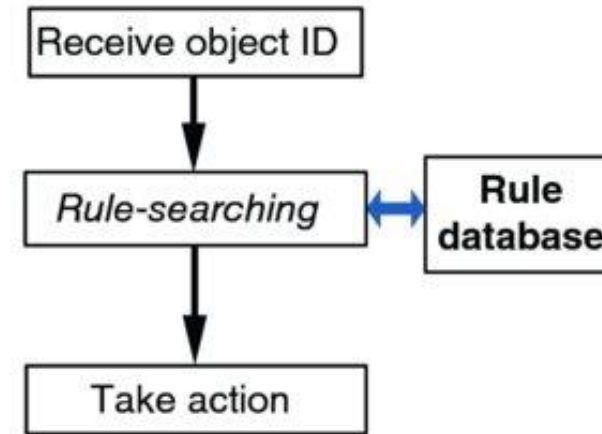 Receive object ID
Rule-searching
Rule
database
Take action